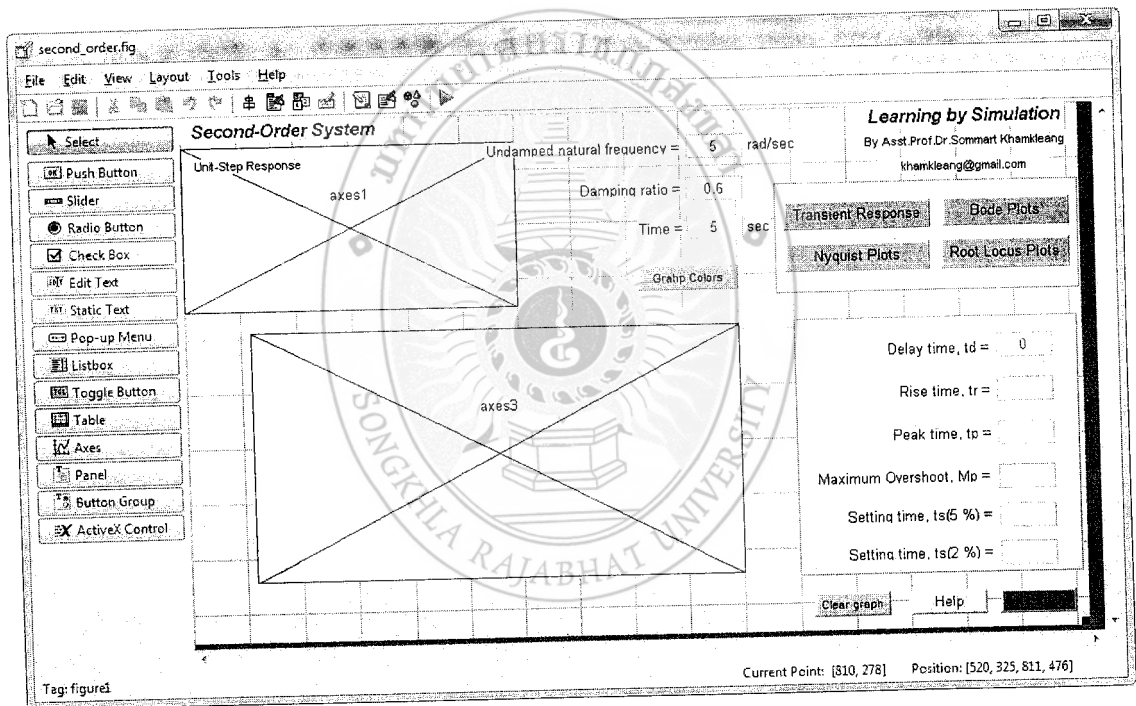 second_order.fig
File Edit View Layout Tools Help
Select
Push Button
Slider
Radio Button
Check Box
Edit Text
Static Text
Pop-up Menu
Listbox
Toggle Button
Table
Axes
Panel
Button Group
ActiveX Control
Second-Order System
Unit-Step Response
axes1
Undamped natural frequency = 5 rad/sec
Damping ratio = 0.6
Time = 5 sec
Grahp Colors
Learning by Simulation
By Asst.Prof.Dr.Sommart Khamkleang
khamkleang@gmail.com
Transient Response
Bode Plots
Nyquist Plots
Root Locus Plots
axes3
Delay time, td = 0
Rise time, tr =
Peak time, tp =
Maximum Overshoot, Mp =
Setting time, ts(5 %) =
Setting time, ts(2 %) =
Clear graph
Help
SONGKHLA RAJABHAT UNIVERSITY
Tag: figure1
Current Point: [810, 278] Position: [520, 325, 811, 476]